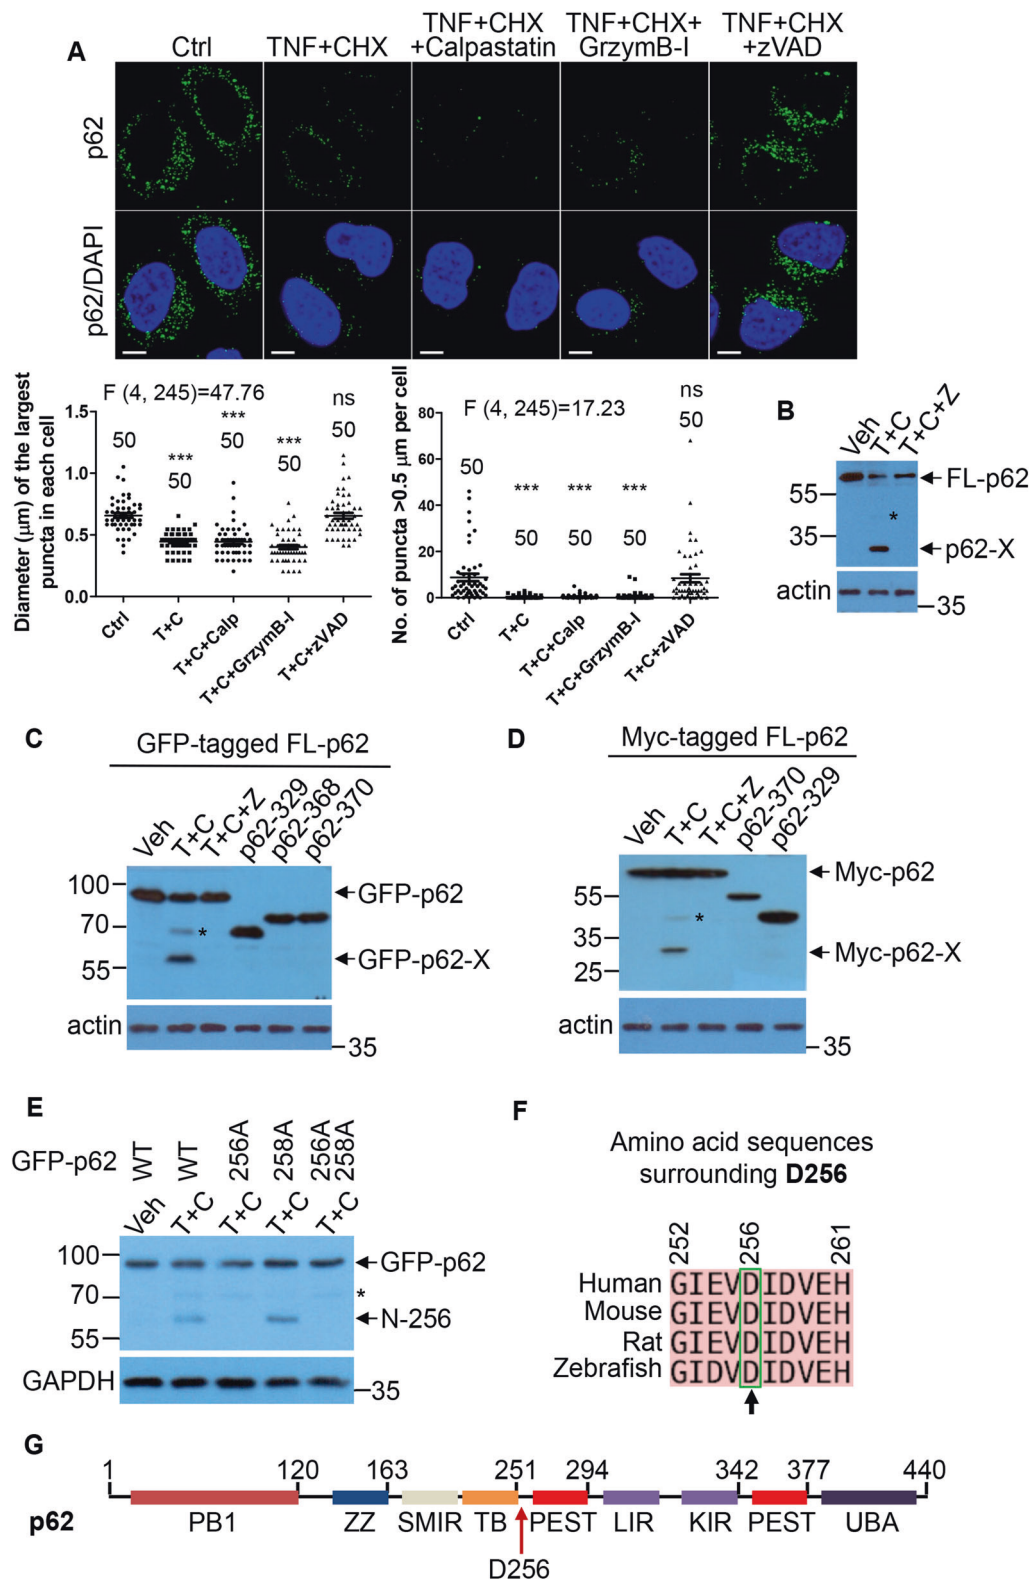 A
Ctrl
TNF+CHX
TNF+CHX
+Calpastatin
TNF+CHX+
GrzymB-I
TNF+CHX
+zVAD
p62
p62/DAPI
Diameter (μm) of the largest
puncta in each cell
F (4, 245)=47.76
1.5
1.0
0.5
0.0
50
***
50
***
50
***
50
ns
50
Ctrl
T+C
T+C+Calp
T+C+GrzymB-I
T+C+zVAD
No. of puncta >0.5 μm per cell
F (4, 245)=17.23
80
60
40
20
0
50
***
50
***
50
***
50
ns
50
Ctrl
T+C
T+C+Calp
T+C+GrzymB-I
T+C+zVAD
B
Veh
T+C
T+C+Z
55
35
FL-p62
*
p62-X
actin
35
C
GFP-tagged FL-p62
Veh
T+C
T+C+Z
p62-329
p62-368
p62-370
100
70
55
GFP-p62
*
GFP-p62-X
actin
35
D
Myc-tagged FL-p62
Veh
T+C
T+C+Z
p62-370
p62-329
55
35
25
Myc-p62
*
Myc-p62-X
actin
35
E
GFP-p62
WT
WT
256A
258A
256A
258A
Veh
T+C
T+C
T+C
T+C
100
70
55
GFP-p62
*
N-256
GAPDH
35
F
Amino acid sequences
surrounding D256
252
256
261
Human GIEVDIDVEH
Mouse GIEVDIDVEH
Rat GIEVDIDVEH
Zebrafish GIDVDIDVEH
G
1 120 163 251 294 342 377 440
p62 PB1 ZZ SMIR TB PEST LIR KIR PEST UBA
D256